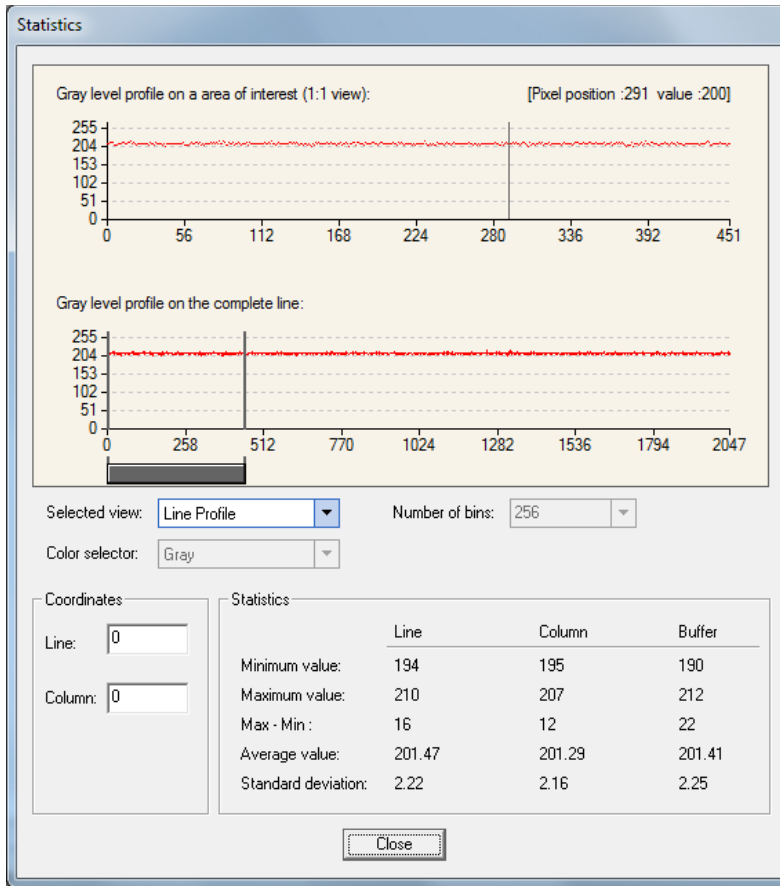 Statistics
Gray level profile on a area of interest (1:1 view): [Pixel position :291 value :200]
255
204
153
102
51
0
0 56 112 168 224 280 336 392 451
Gray level profile on the complete line:
255
204
153
102
51
0
0 258 512 770 1024 1282 1536 1794 2047
Selected view: Line Profile Number of bins: 256
Color selector: Gray
Coordinates
Line: 0
Column: 0
Statistics
Line Column Buffer
Minimum value: 194 195 190
Maximum value: 210 207 212
Max - Min : 16 12 22
Average value: 201.47 201.29 201.41
Standard deviation: 2.22 2.16 2.25
Close